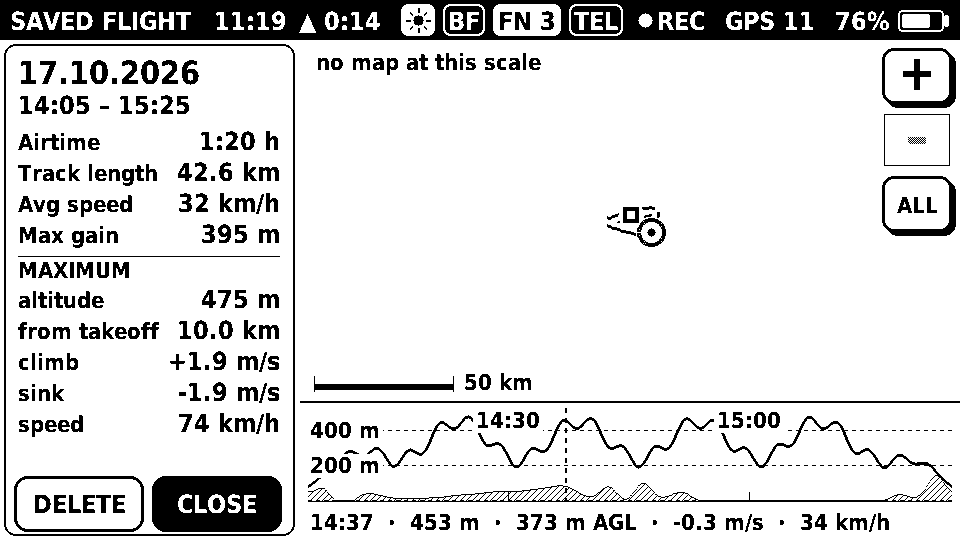 SAVED FLIGHT 11:19 ▲ 0:14 BF FN 3 TEL ●REC GPS 11 76%
17.10.2026
14:05 – 15:25
Airtime 1:20 h
Track length 42.6 km
Avg speed 32 km/h
Max gain 395 m
MAXIMUM
altitude 475 m
from takeoff 10.0 km
climb +1.9 m/s
sink -1.9 m/s
speed 74 km/h
DELETE CLOSE
no map at this scale
+
-
ALL
50 km
14:30 15:00
400 m
200 m
14:37 · 453 m · 373 m AGL · -0.3 m/s · 34 km/h